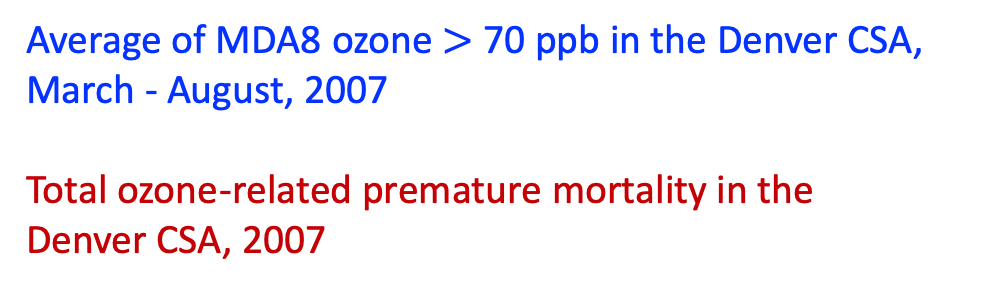 Average of MDA8 ozone > 70 ppb in the Denver CSA,
March - August, 2007
Total ozone-related premature mortality in the
Denver CSA, 2007